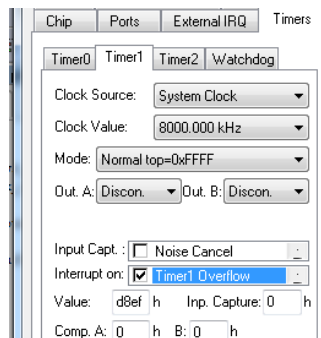 Chip Ports External IRQ Timers
Timer0 Timer1 Timer2 Watchdog
Clock Source: System Clock
Clock Value: 8000.000 kHz
Mode: Normal top=0xFFFF
Out. A: Discon. Out. B: Discon.
Input Capt. : Noise Cancel
Interrupt on: Timer1 Overflow
Value: d8ef h Inp. Capture: 0 h
Comp. A: 0 h B: 0 h